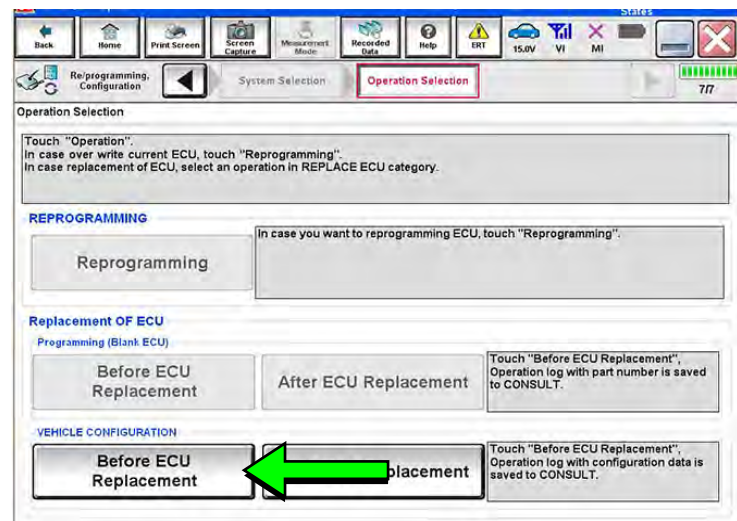 States
Back
Home
Print Screen
Screen
Capture
Measurement
Mode
Recorded
Data
Help
ERT
15.0V
VI
MI
Re/programming,
Configuration
System Selection
Operation Selection
7/7
Operation Selection
Touch "Operation".
In case over write current ECU, touch "Reprogramming".
In case replacement of ECU, select an operation in REPLACE ECU category.
REPROGRAMMING
Reprogramming
In case you want to reprogramming ECU, touch "Reprogramming".
Replacement OF ECU
Programming (Blank ECU)
Before ECU
Replacement
After ECU Replacement
Touch "Before ECU Replacement",
Operation log with part number is saved
to CONSULT.
VEHICLE CONFIGURATION
Before ECU
Replacement
placement
Touch "Before ECU Replacement",
Operation log with configuration data is
saved to CONSULT.